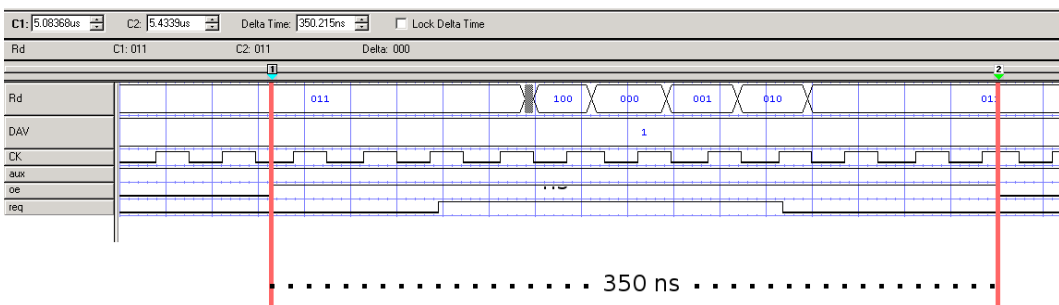 C1: 5.08368us C2: 5.4339us Delta Time: 350.215ns Lock Delta Time
Rd C1: 011 C2: 011 Delta: 000
1 2
Rd 011 100 000 001 010
DAV 1
CK
aux
oe
req
350 ns